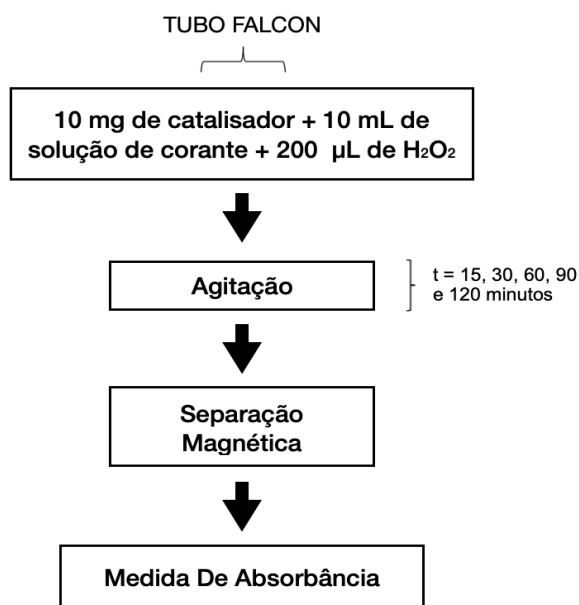 TUBO FALCON
10 mg de catalisador + 10 mL de
solução de corante + 200 µL de H₂O₂
Agitação
t = 15, 30, 60, 90
e 120 minutos
Separação
Magnética
Medida De Absorbância